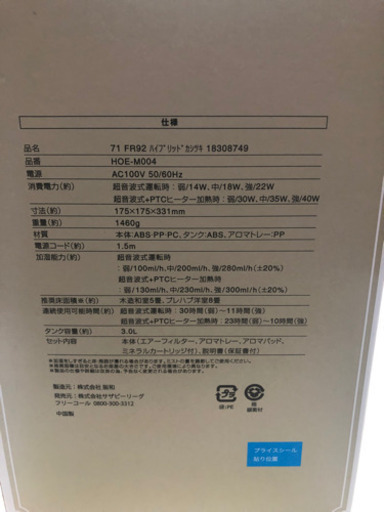 仕様
品名 71 FR92 ﾊｲﾌﾞﾘｯﾄﾞｶｼﾂｷ 18308749
品番 HOE-M004
電源 AC100V 50/60Hz
消費電力(約) 超音波式運転時：弱/14W、中/18W、強/22W
超音波式+PTCヒーター加熱時：弱/30W、中/35W、強/40W
寸法(約) 175×175×331mm
重量(約) 1460g
材質 本体：ABS・PP・PC、タンク：ABS、アロマトレー：PP
電源コード(約) 1.5m
加湿能力(約) 超音波式運転時
：弱/100ml/h、中/200ml/h、強/260ml/h(±20%)
超音波式+PTCヒーター加熱時
：弱/130ml/h、中/230ml/h、強/300ml/h(±20%)
推奨床面積※(約) 木造和室5畳、プレハブ洋室8畳
連続使用可能時間(約) 超音波式運転時：30時間(弱)～11時間(強)
超音波式+PTCヒーター加熱時：23時間(弱)～10時間(強)
タンク容量(約) 3.0L
セット内容 本体(エアーフィルター、アロマトレー、アロマパッド、
ミネラルカートリッジ付)、説明書(保証書付)
製造元：株式会社
発売元：株式会社サザビーリーグ
フリーコール 0800-300-3312
中国製
プライスシール
貼り位置